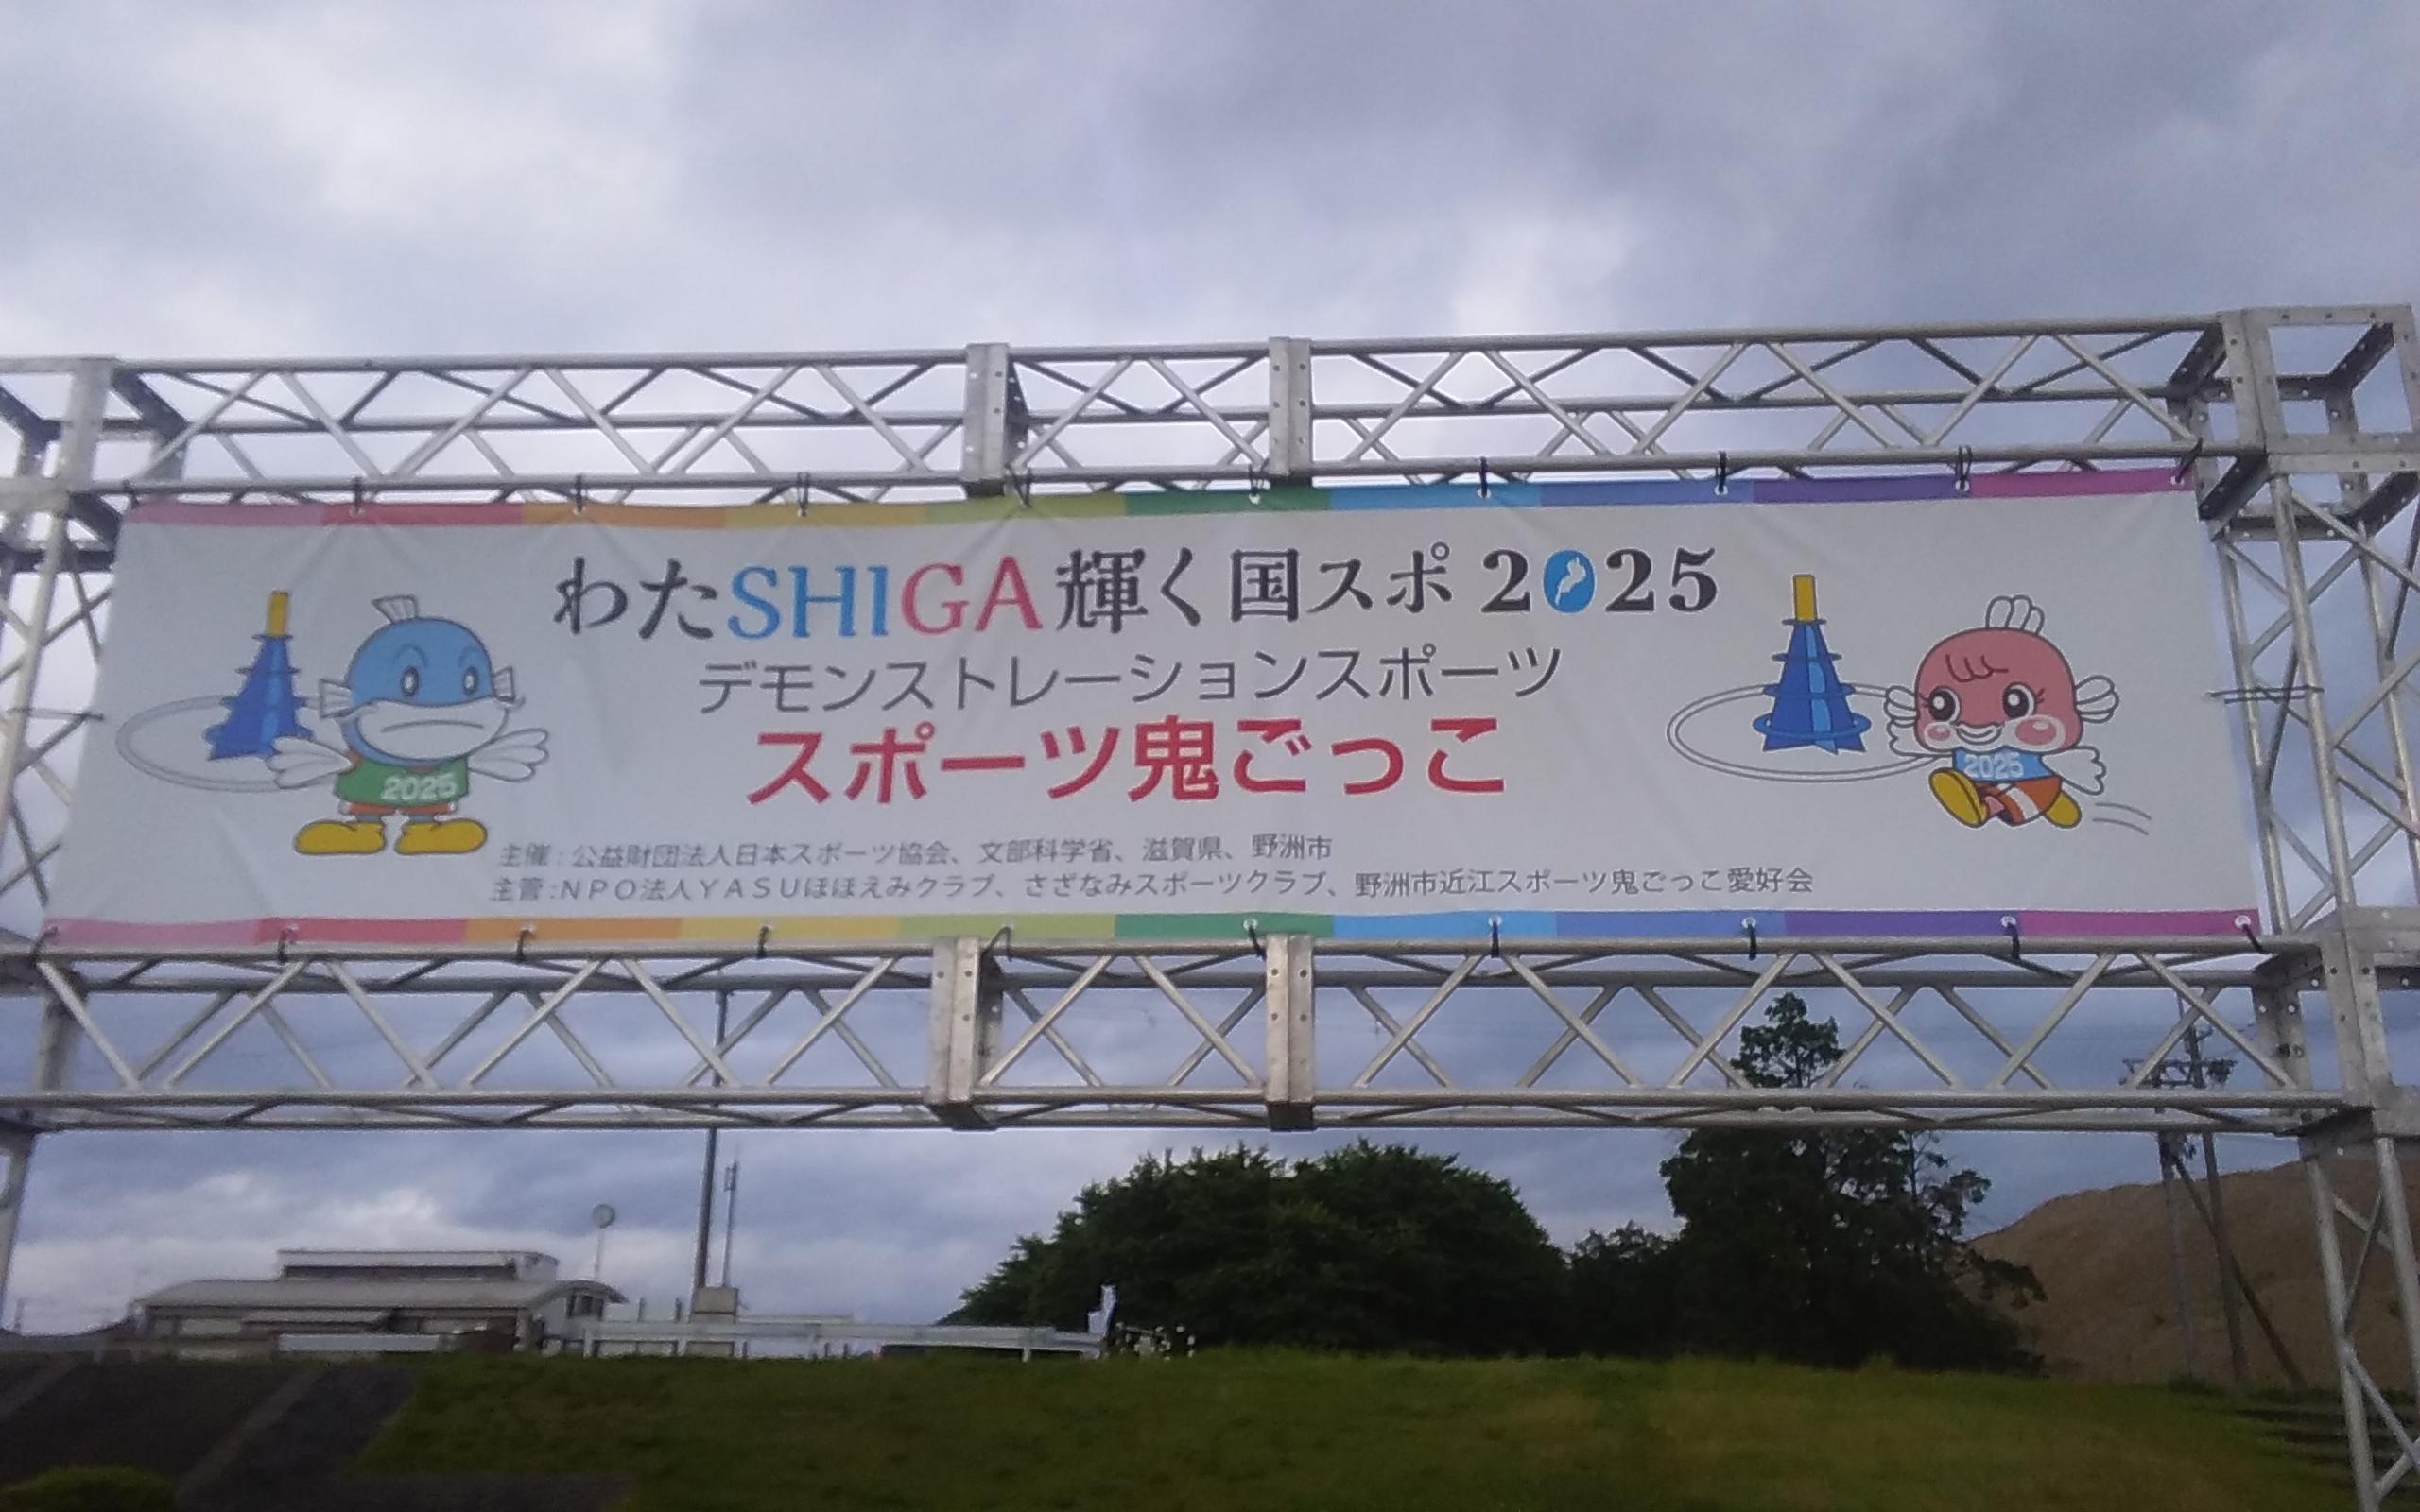 わたSHIGA輝く国スポ2025
デモンストレーションスポーツ
スポーツ鬼ごっこ
主催：公益財団法人日本スポーツ協会、文部科学省、滋賀県、野洲市
主管：NPO法人YASUほほえみクラブ、さざなみスポーツクラブ、野洲市近江スポーツ鬼ごっこ愛好会
2025
2025